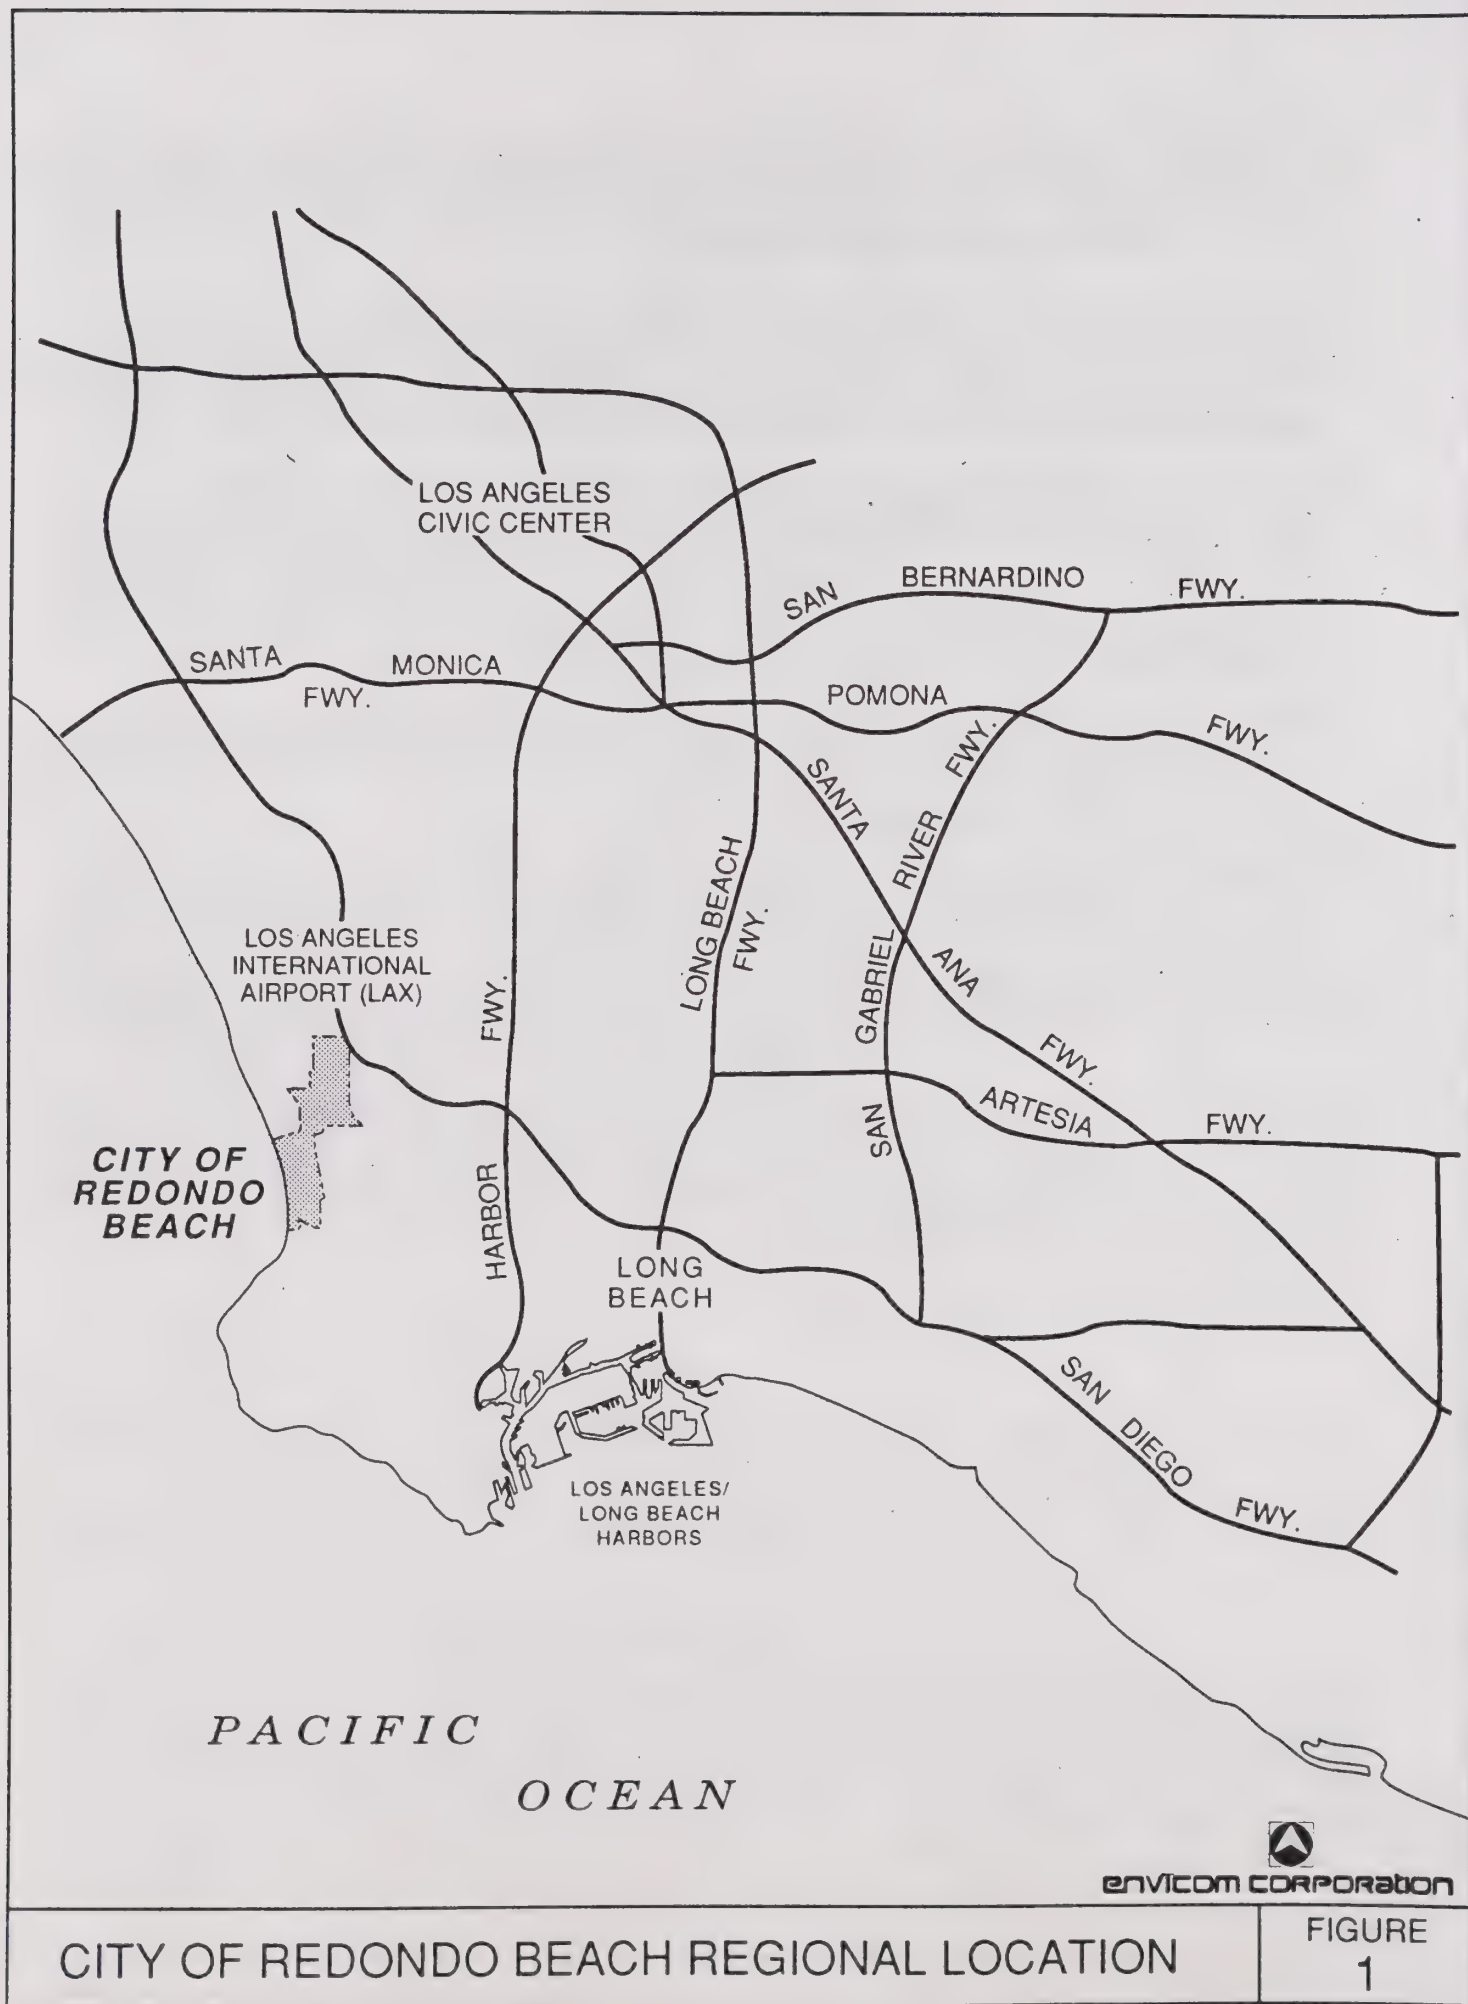 LOS ANGELES
CIVIC CENTER
SAN BERNARDINO FWY.
SANTA MONICA
FWY.
POMONA FWY.
SANTA ANA FWY.
SAN GABRIEL RIVER FWY.
LONG BEACH
FWY.
LOS ANGELES
INTERNATIONAL
AIRPORT (LAX)
HARBOR FWY.
ARTESIA FWY.
CITY OF
REDONDO
BEACH
LONG
BEACH
SAN DIEGO FWY.
LOS ANGELES/
LONG BEACH
HARBORS
PACIFIC
OCEAN
envicom corporation
CITY OF REDONDO BEACH REGIONAL LOCATION
FIGURE
1